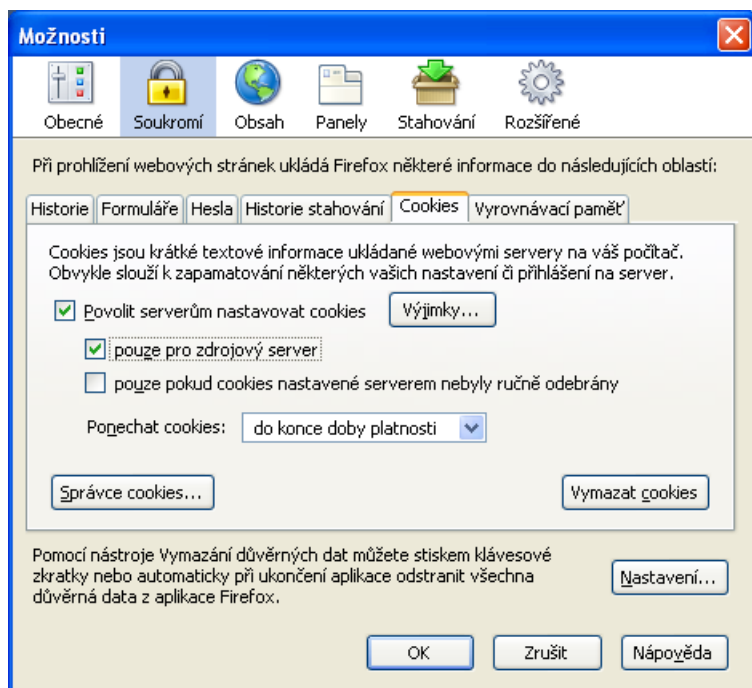 Možnosti
Obecné Soukromí Obsah Panely Stahování Rozšířené
Při prohlížení webových stránek ukládá Firefox některé informace do následujících oblastí:
Historie Formuláře Hesla Historie stahování Cookies Vyrovnávací paměť
Cookies jsou krátké textové informace ukládané webovými servery na váš počítač.
Obvykle slouží k zapamatování některých vašich nastavení či přihlášení na server.
Povolit serverům nastavovat cookies Výjimky...
pouze pro zdrojový server
pouze pokud cookies nastavené serverem nebyly ručně odebrány
Ponechat cookies: do konce doby platnosti
Správce cookies... Vymazat cookies
Pomocí nástroje Vymazání důvěrných dat můžete stiskem klávesové
zkratky nebo automaticky při ukončení aplikace odstranit všechna
důvěrná data z aplikace Firefox.
Nastavení...
OK Zrušit Nápověda